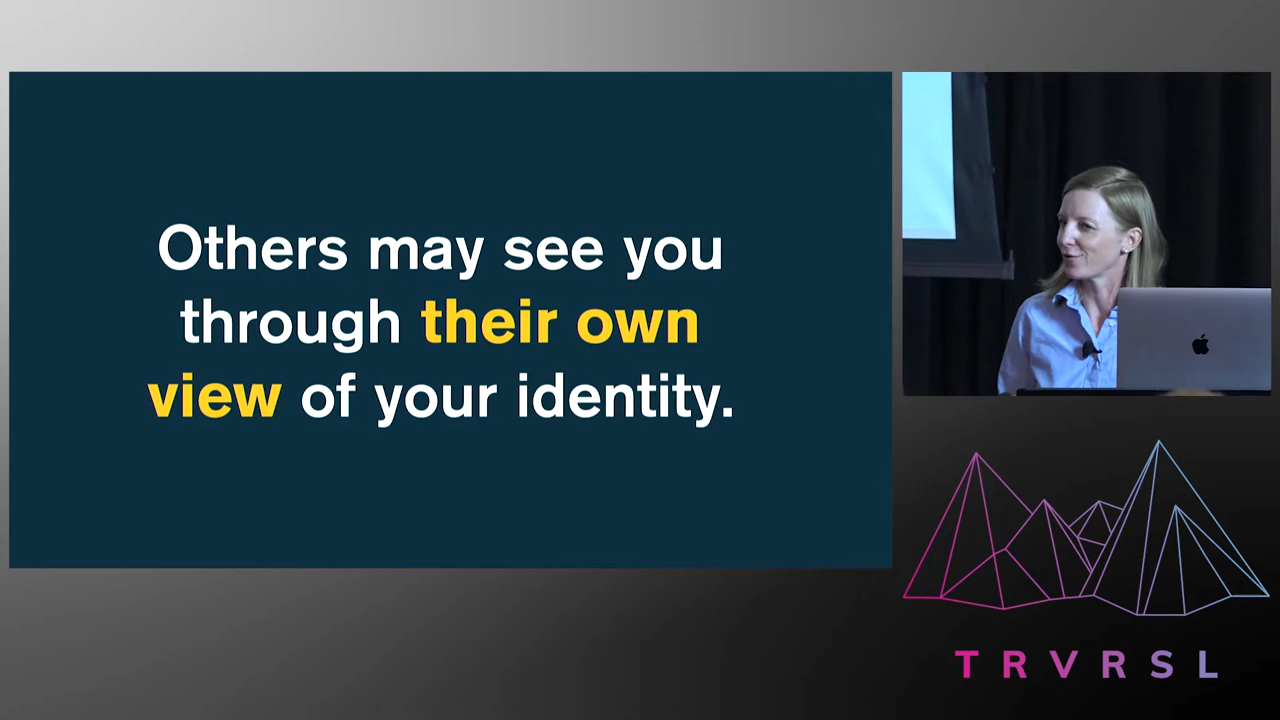 Others may see you
through their own
view of your identity.
TRVRSL